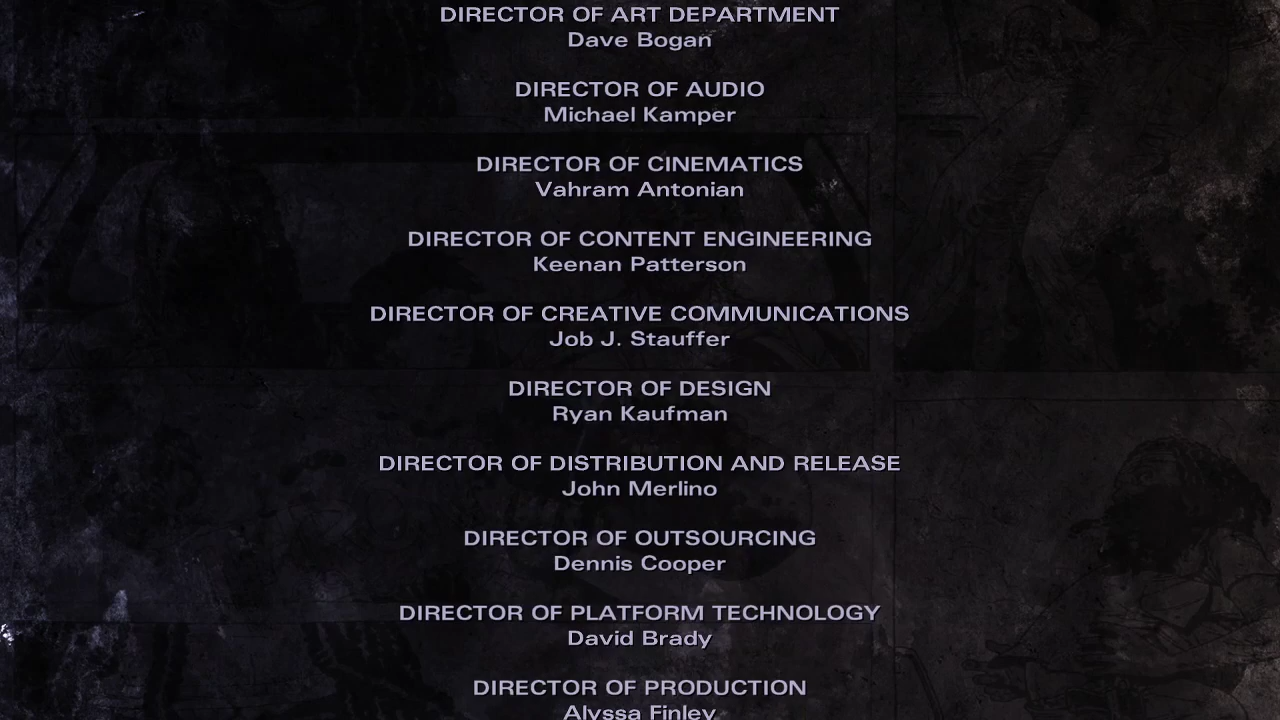 DIRECTOR OF ART DEPARTMENT
Dave Bogan
DIRECTOR OF AUDIO
Michael Kamper
DIRECTOR OF CINEMATICS
Vahram Antonian
DIRECTOR OF CONTENT ENGINEERING
Keenan Patterson
DIRECTOR OF CREATIVE COMMUNICATIONS
Job J. Stauffer
DIRECTOR OF DESIGN
Ryan Kaufman
DIRECTOR OF DISTRIBUTION AND RELEASE
John Merlino
DIRECTOR OF OUTSOURCING
Dennis Cooper
DIRECTOR OF PLATFORM TECHNOLOGY
David Brady
DIRECTOR OF PRODUCTION
Alyssa Finley